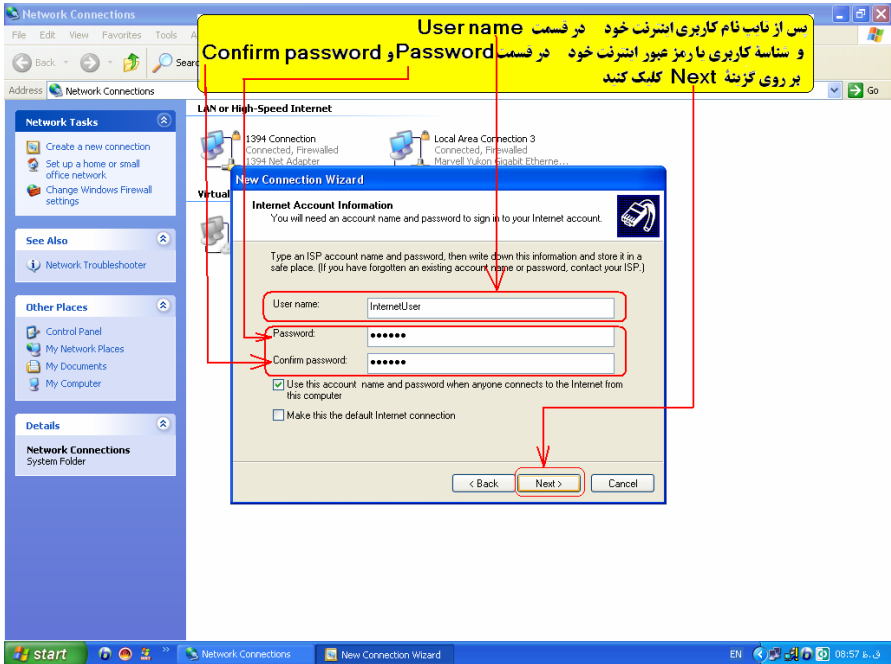 Network Connections
File Edit View Favorites Tools
Back
Address Network Connections
Go
پس از تایپ نام کاربری اینترنت خود در قسمت User name
و شناسۀ کاربری یا رمز عبور اینترنت خود در قسمت Password و Confirm password
بر روی گزینۀ Next کلیک کنید
Network Tasks
Create a new connection
Set up a home or small
office network
Change Windows Firewall
settings
See Also
Network Troubleshooter
Other Places
Control Panel
My Network Places
My Documents
My Computer
Details
Network Connections
System Folder
LAN or High-Speed Internet
1394 Connection
Connected, Firewalled
1394 Net Adapter
Local Area Connection 3
Connected, Firewalled
Marvell Yukon Gigabit Etherne...
Virtual
New Connection Wizard
Internet Account Information
You will need an account name and password to sign in to your Internet account.
Type an ISP account name and password, then write down this information and store it in a
safe place. (If you have forgotten an existing account name or password, contact your ISP.)
User name: InternetUser
Password: ••••••
Confirm password: ••••••
Use this account name and password when anyone connects to the Internet from
this computer
Make this the default Internet connection
< Back Next > Cancel
start
Network Connections
New Connection Wizard
EN
08:57 ق.ظ